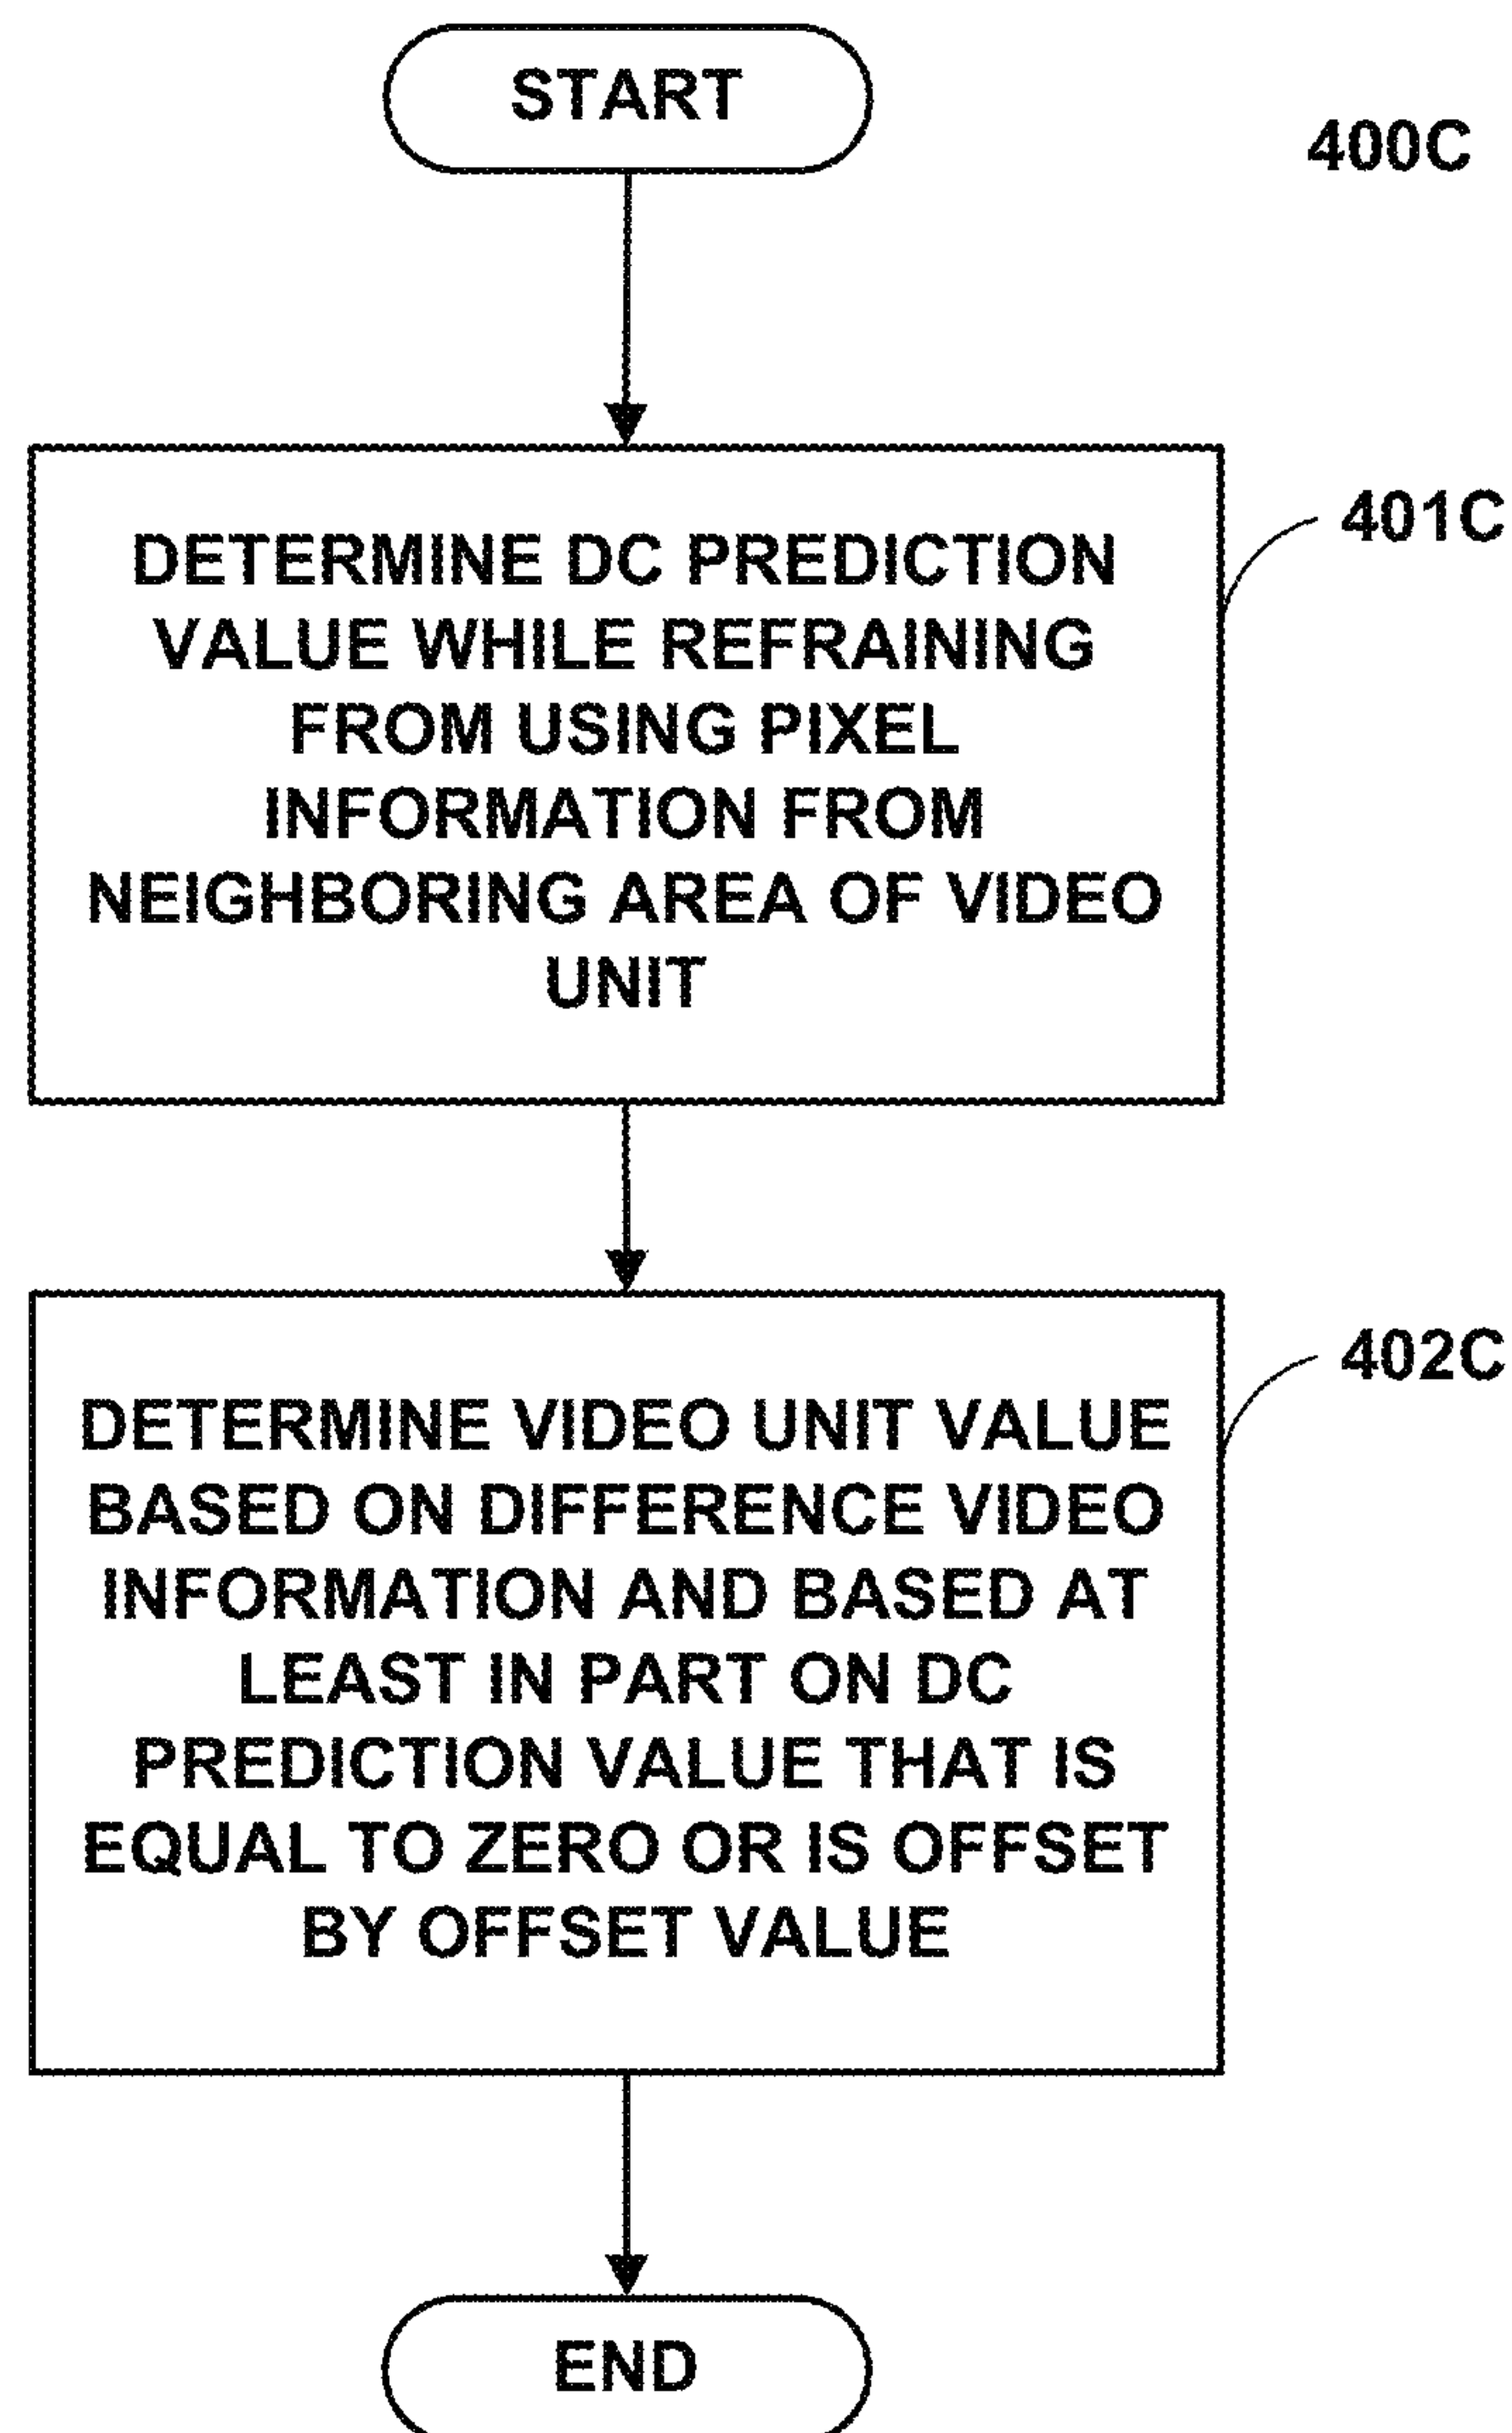 START
400C
401C
DETERMINE DC PREDICTION
VALUE WHILE REFRAINING
FROM USING PIXEL
INFORMATION FROM
NEIGHBORING AREA OF VIDEO
UNIT
402C
DETERMINE VIDEO UNIT VALUE
BASED ON DIFFERENCE VIDEO
INFORMATION AND BASED AT
LEAST IN PART ON DC
PREDICTION VALUE THAT IS
EQUAL TO ZERO OR IS OFFSET
BY OFFSET VALUE
END